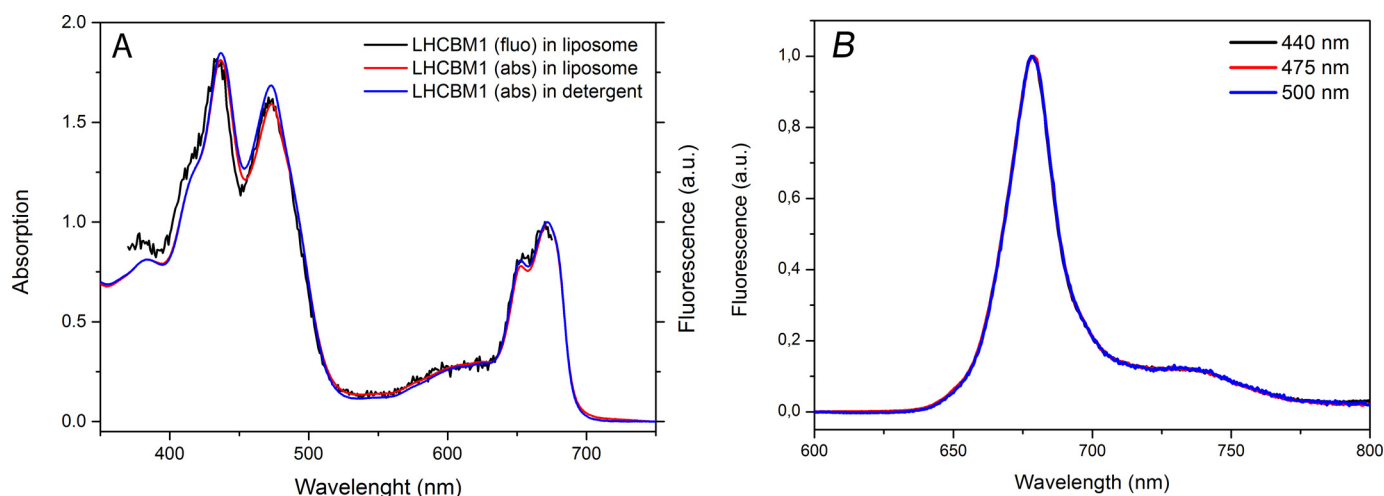 A
LHCBM1 (fluo) in liposome
LHCBM1 (abs) in liposome
LHCBM1 (abs) in detergent
2.0
1.5
1.0
0.5
0.0
Absorption
Fluorescence (a.u.)
400 500 600 700
Wavelenght (nm)
B
440 nm
475 nm
500 nm
1,0
0,8
0,6
0,4
0,2
0,0
Fluorescence (a.u.)
600 650 700 750 800
Wavelenght (nm)